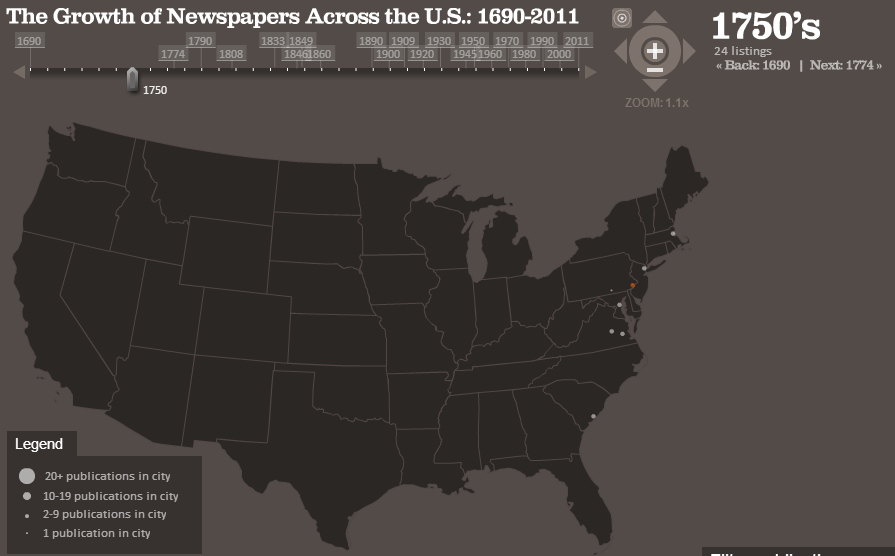 The Growth of Newspapers Across the U.S.: 1690-2011
1690 1790 1833 1849 1890 1909 1930 1950 1970 1990 2011
1774 1808 1846 1860 1900 1920 1945 1960 1980 2000
1750
ZOOM: 1.1x
1750's
24 listings
« Back: 1690 | Next: 1774 »
Legend
20+ publications in city
10-19 publications in city
2-9 publications in city
1 publication in city